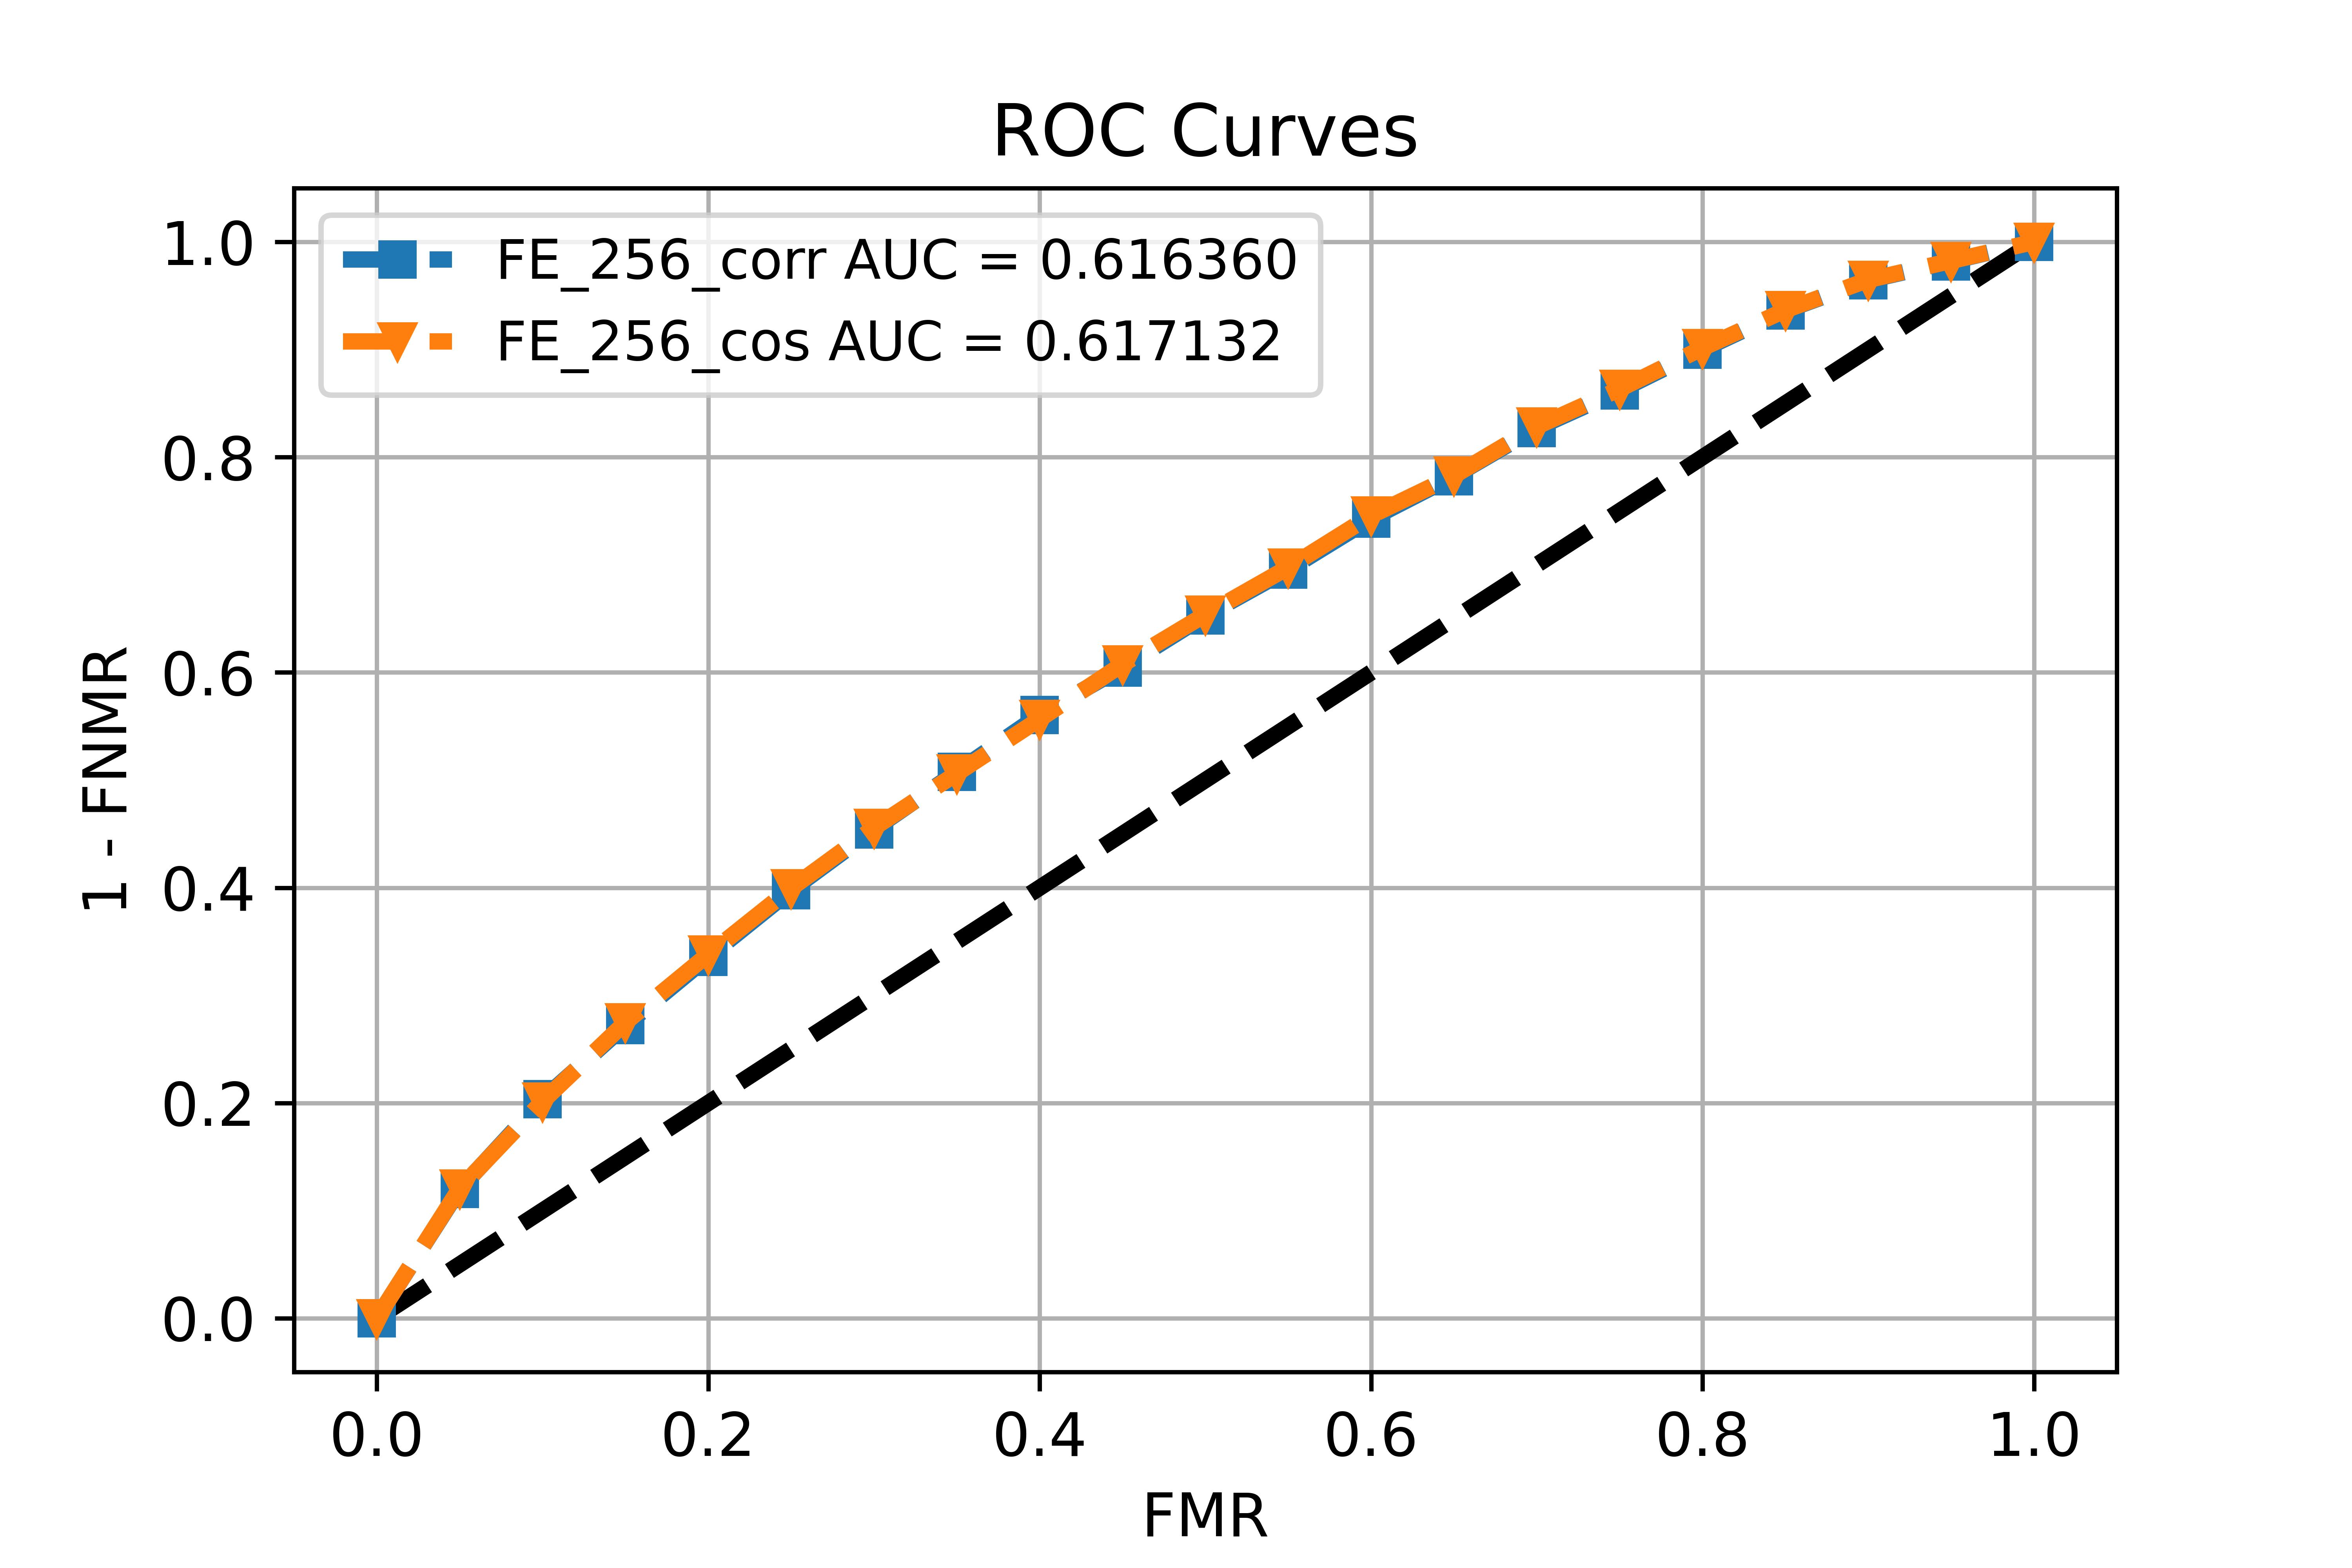 ROC Curves
FE_256_corr AUC = 0.616360
FE_256_cos AUC = 0.617132
1 - FNMR
1.0
0.8
0.6
0.4
0.2
0.0
0.0 0.2 0.4 0.6 0.8 1.0
FMR